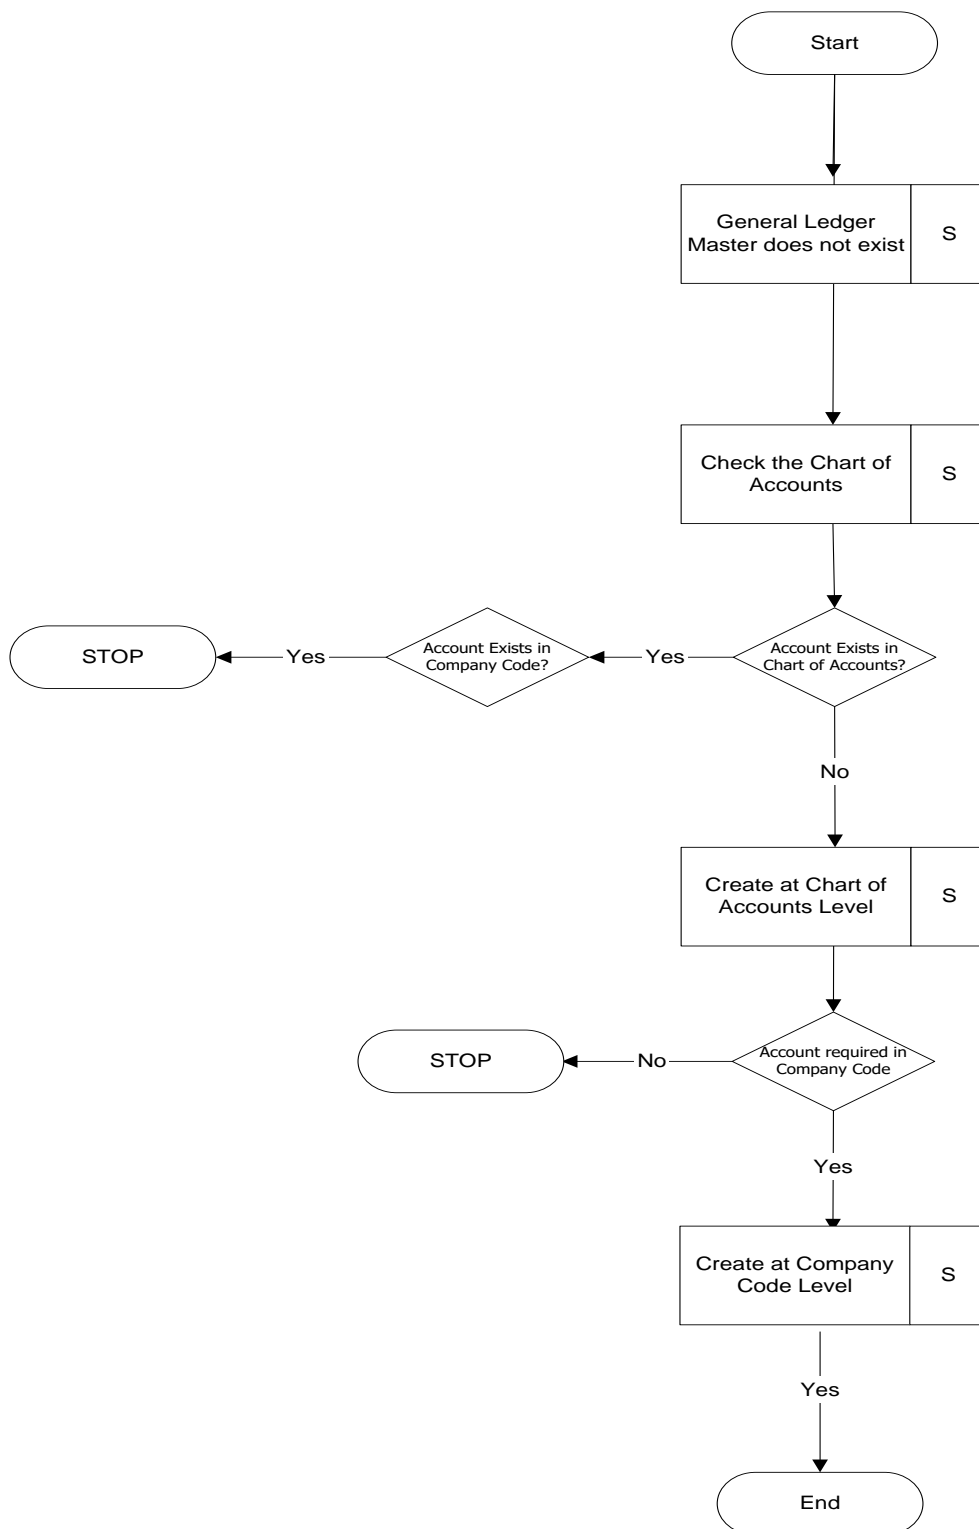 Start
General Ledger
Master does not exist
S
Check the Chart of
Accounts
S
STOP
Yes
Account Exists in
Company Code?
Yes
Account Exists in
Chart of Accounts?
No
Create at Chart of
Accounts Level
S
STOP
No
Account required in
Company Code
Yes
Create at Company
Code Level
S
Yes
End